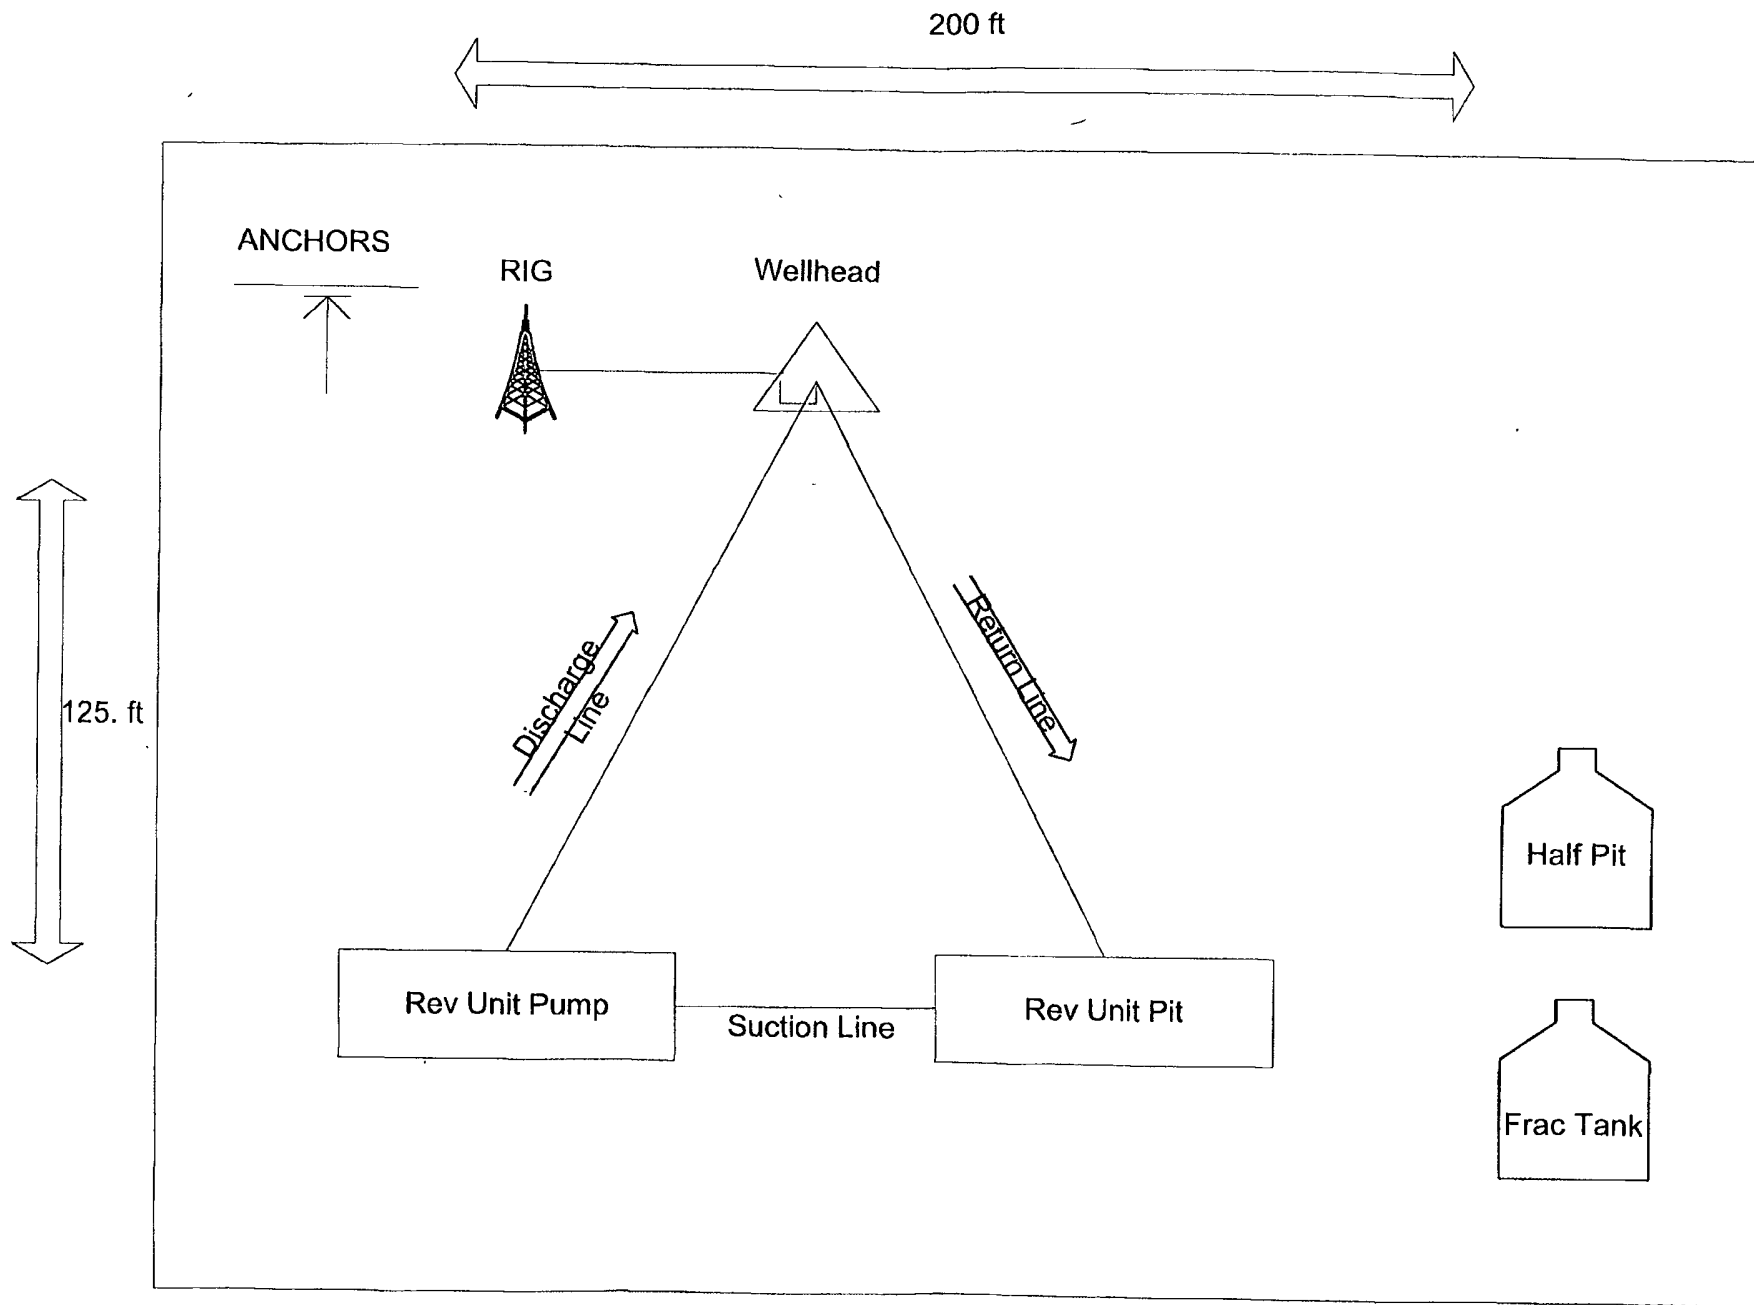 200 ft
ANCHORS
RIG
Wellhead
125. ft
Discharge
Line
Return Line
Half Pit
Rev Unit Pump
Suction Line
Rev Unit Pit
Frac Tank